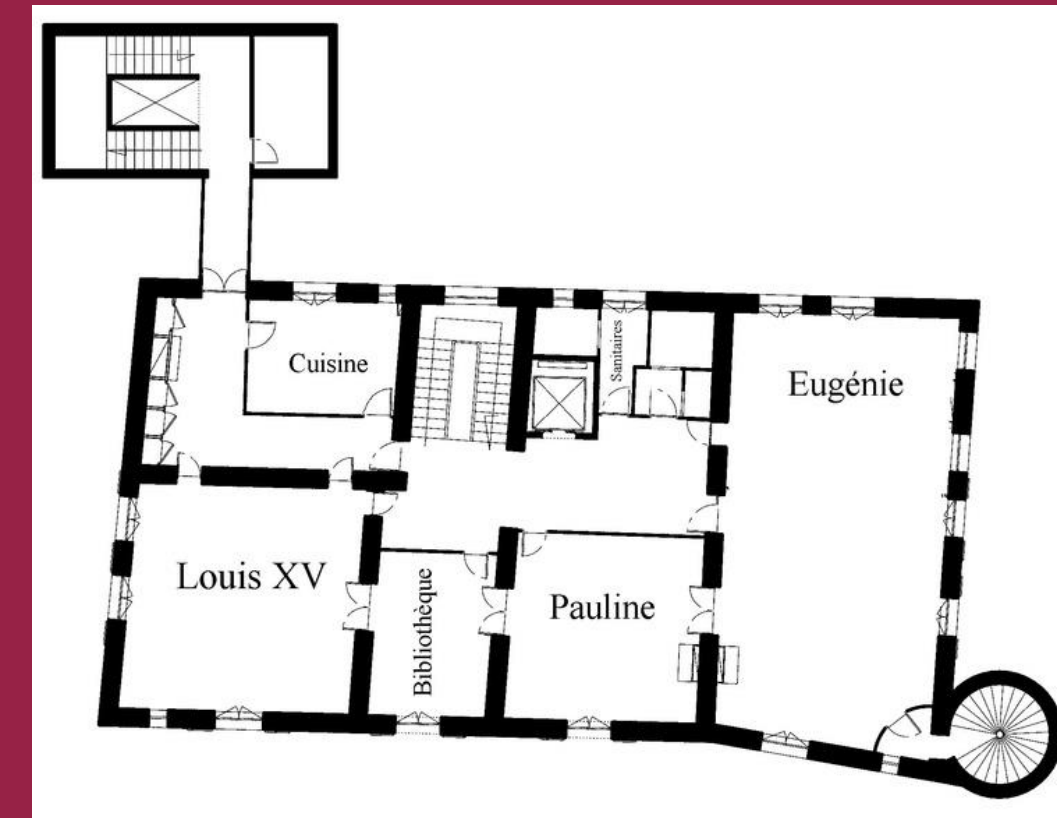 Cuisine
Sanitaires
Eugénie
Louis XV
Bibliothèque
Pauline